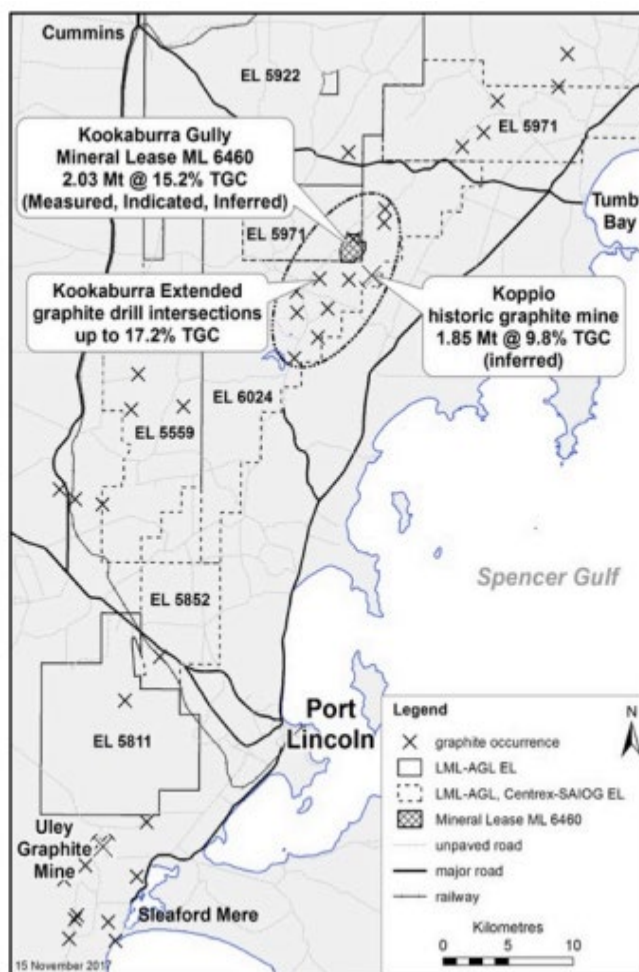 Cummins
EL 5922
EL 5971
Kookaburra Gully
Mineral Lease ML 6460
2.03 Mt @ 15.2% TGC
(Measured, Indicated, Inferred)
Tumby
Bay
EL 5971
Kookaburra Extended
graphite drill intersections
up to 17.2% TGC
Koppio
historic graphite mine
1.85 Mt @ 9.8% TGC
(inferred)
EL 6024
EL 5559
Spencer Gulf
EL 5852
EL 5811
Port
Lincoln
Uley
Graphite
Mine
Sleaford Mere
Legend
N
graphite occurrence
LML-AGL EL
LML-AGL, Centrex-SAIOG EL
Mineral Lease ML 6460
unpaved road
major road
railway
Kilometres
0 5 10
15 November 2017